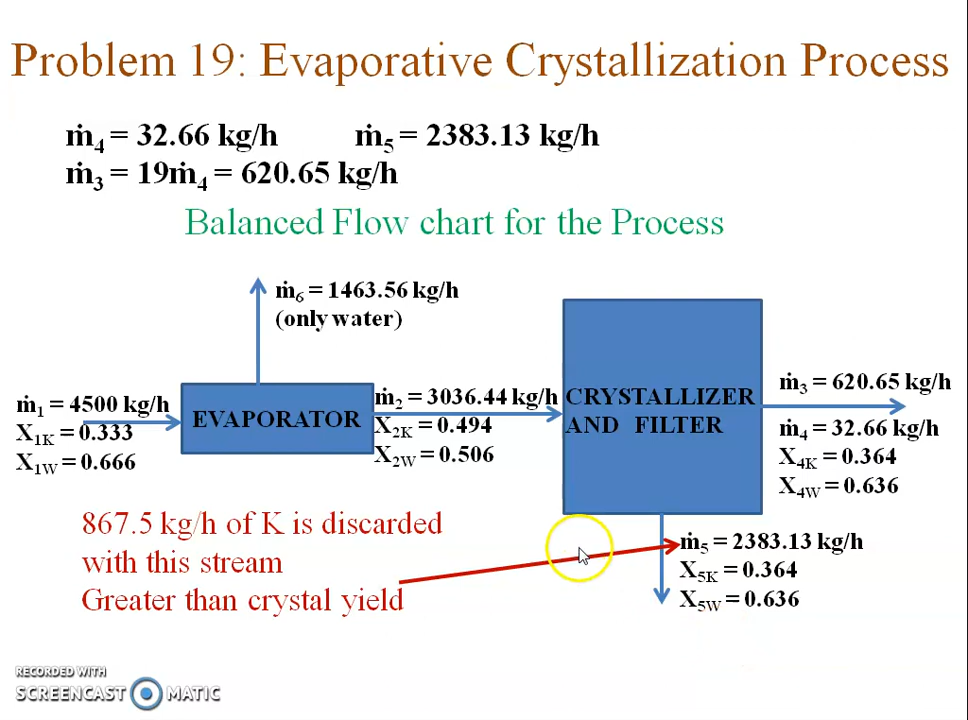 Problem 19: Evaporative Crystallization Process
ṁ₄ = 32.66 kg/h ṁ₅ = 2383.13 kg/h
ṁ₃ = 19ṁ₄ = 620.65 kg/h
Balanced Flow chart for the Process
ṁ₆ = 1463.56 kg/h
(only water)
ṁ₁ = 4500 kg/h
X₁K = 0.333
X₁W = 0.666
EVAPORATOR
ṁ₂ = 3036.44 kg/h
X₂K = 0.494
X₂W = 0.506
CRYSTALLIZER
AND FILTER
ṁ₃ = 620.65 kg/h
ṁ₄ = 32.66 kg/h
X₄K = 0.364
X₄W = 0.636
867.5 kg/h of K is discarded
with this stream
Greater than crystal yield
ṁ₅ = 2383.13 kg/h
X₅K = 0.364
X₅W = 0.636
RECORDED WITH
SCREENCAST MATIC